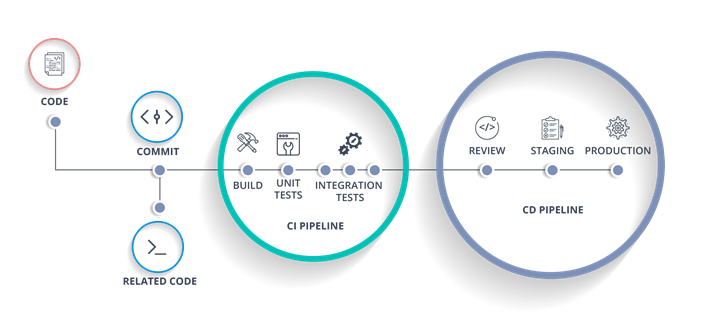 CODE
COMMIT
RELATED CODE
BUILD
UNIT
TESTS
INTEGRATION
TESTS
CI PIPELINE
REVIEW
STAGING
PRODUCTION
CD PIPELINE